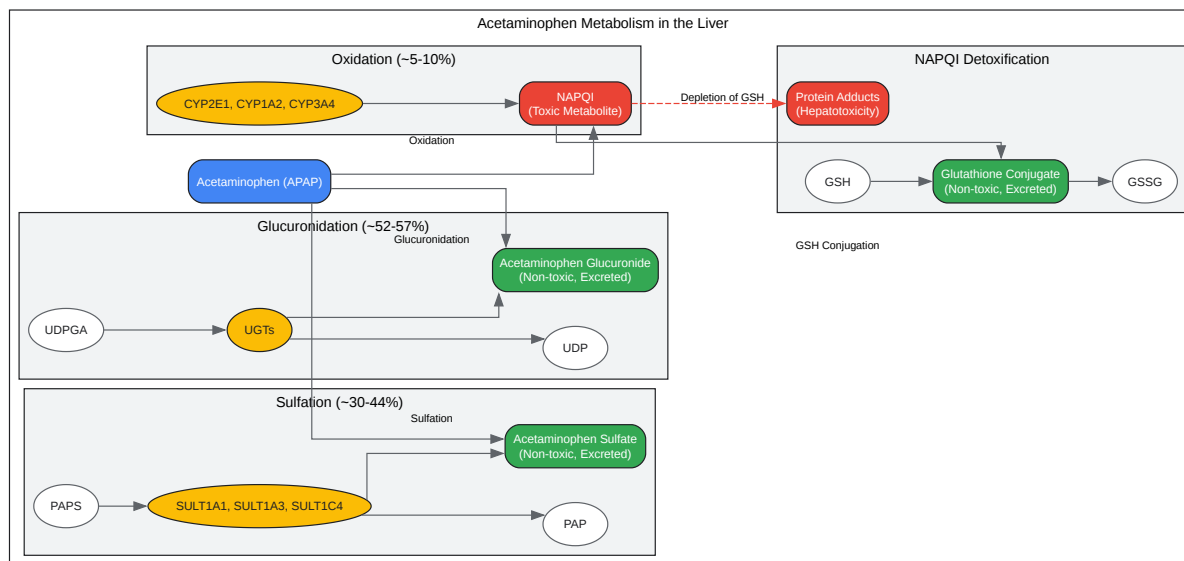 Acetaminophen Metabolism in the Liver
Oxidation (~5-10%)
CYP2E1, CYP1A2, CYP3A4
NAPQI
(Toxic Metabolite)
Depletion of GSH
Oxidation
NAPQI Detoxification
Protein Adducts
(Hepatotoxicity)
GSH
Glutathione Conjugate
(Non-toxic, Excreted)
GSSG
GSH Conjugation
Acetaminophen (APAP)
Glucuronidation (~52-57%)
Glucuronidation
Acetaminophen Glucuronide
(Non-toxic, Excreted)
UDPGA
UGTs
UDP
Sulfation (~30-44%)
Sulfation
Acetaminophen Sulfate
(Non-toxic, Excreted)
PAPS
SULT1A1, SULT1A3, SULT1C4
PAP